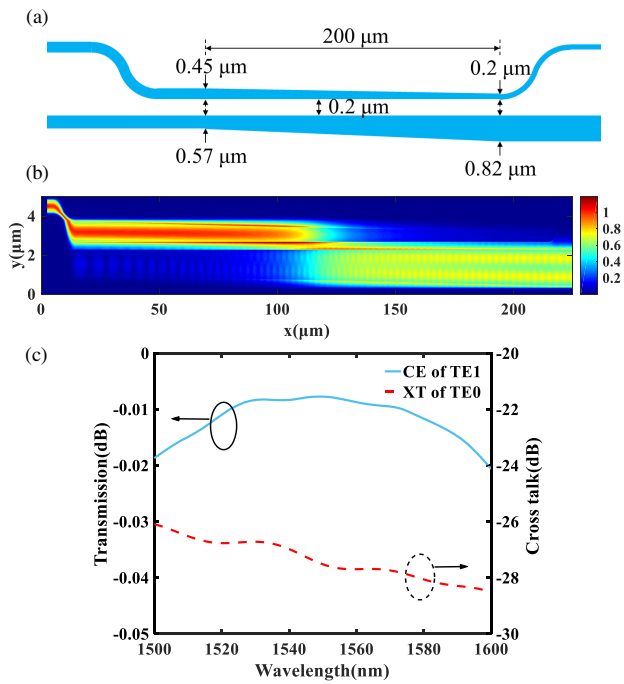 (a)
200 μm
0.45 μm
0.2 μm
0.2 μm
0.57 μm
0.82 μm
(b)
y(μm)
4
2
0
0
50
100
150
200
x(μm)
1
0.8
0.6
0.4
0.2
(c)
Transmission(dB)
0
-0.01
-0.02
-0.03
-0.04
-0.05
CE of TE1
XT of TE0
-20
-22
-24
-26
-28
-30
Cross talk(dB)
1500
1520
1540
1560
1580
1600
Wavelength(nm)